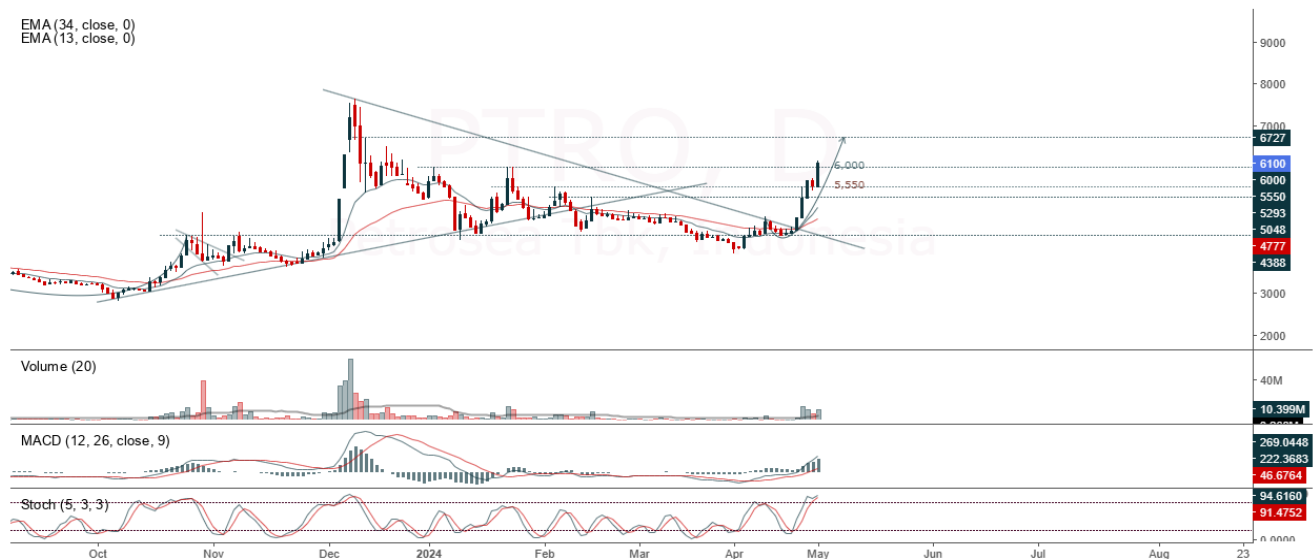 EMA (34, close, 0)
EMA (13, close, 0)
PTRO, D
9000
8000
7000
6727
6100
6,000
6000
5,550
5550
5293
5048
4777
4388
3000
2000
Volume (20)
40M
10.399M
MACD (12, 26, close, 9)
269.0448
222.3683
46.6764
Stoch (5, 3, 3)
94.6160
91.4752
0.0000
Oct Nov Dec 2024 Feb Mar Apr May Jun Jul Aug 23